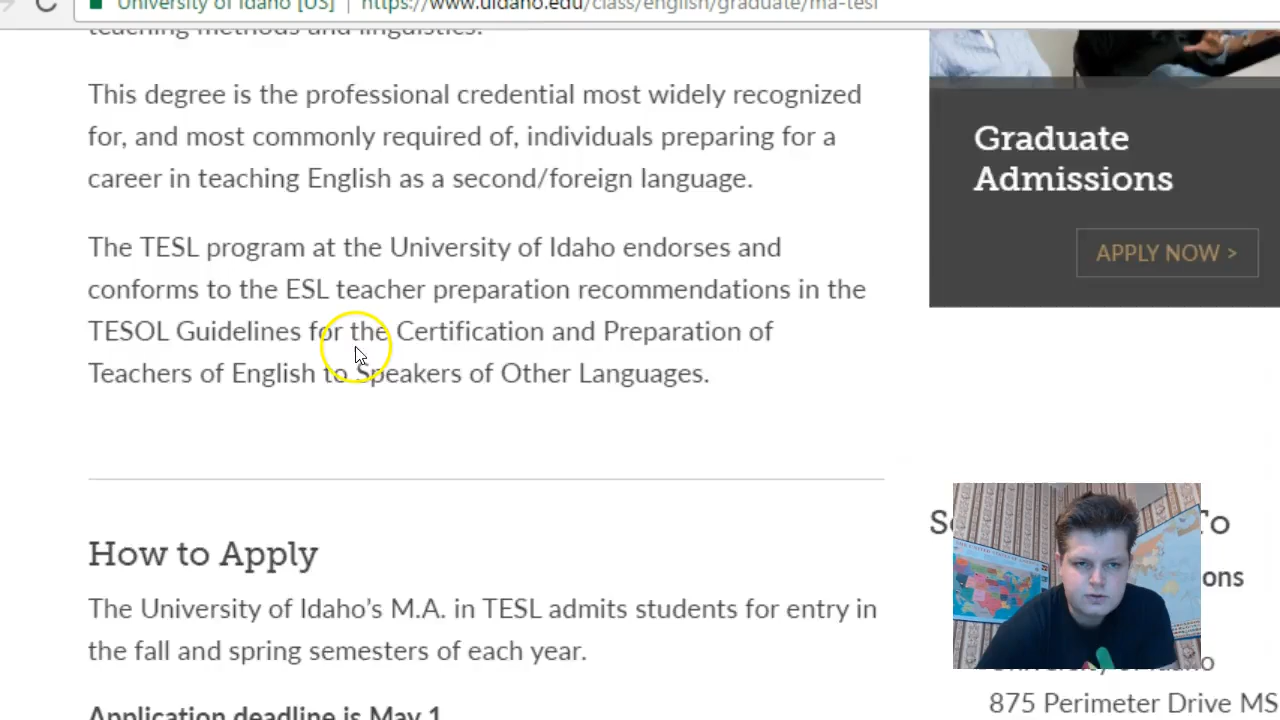 University of Idaho [US] | https://www.uidaho.edu/class/english/graduate/ma-tesl
teaching methods and linguistics.
This degree is the professional credential most widely recognized
for, and most commonly required of, individuals preparing for a
career in teaching English as a second/foreign language.
The TESL program at the University of Idaho endorses and
conforms to the ESL teacher preparation recommendations in the
TESOL Guidelines for the Certification and Preparation of
Teachers of English to Speakers of Other Languages.
How to Apply
The University of Idaho's M.A. in TESL admits students for entry in
the fall and spring semesters of each year.
Application deadline is May 1
Graduate
Admissions
APPLY NOW >
To
University of Idaho
875 Perimeter Drive MS